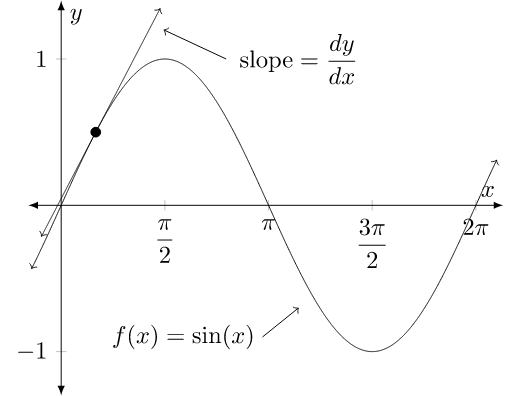 y
1
slope = dy/dx
x
π/2
π
3π/2
2π
f(x) = sin(x)
−1